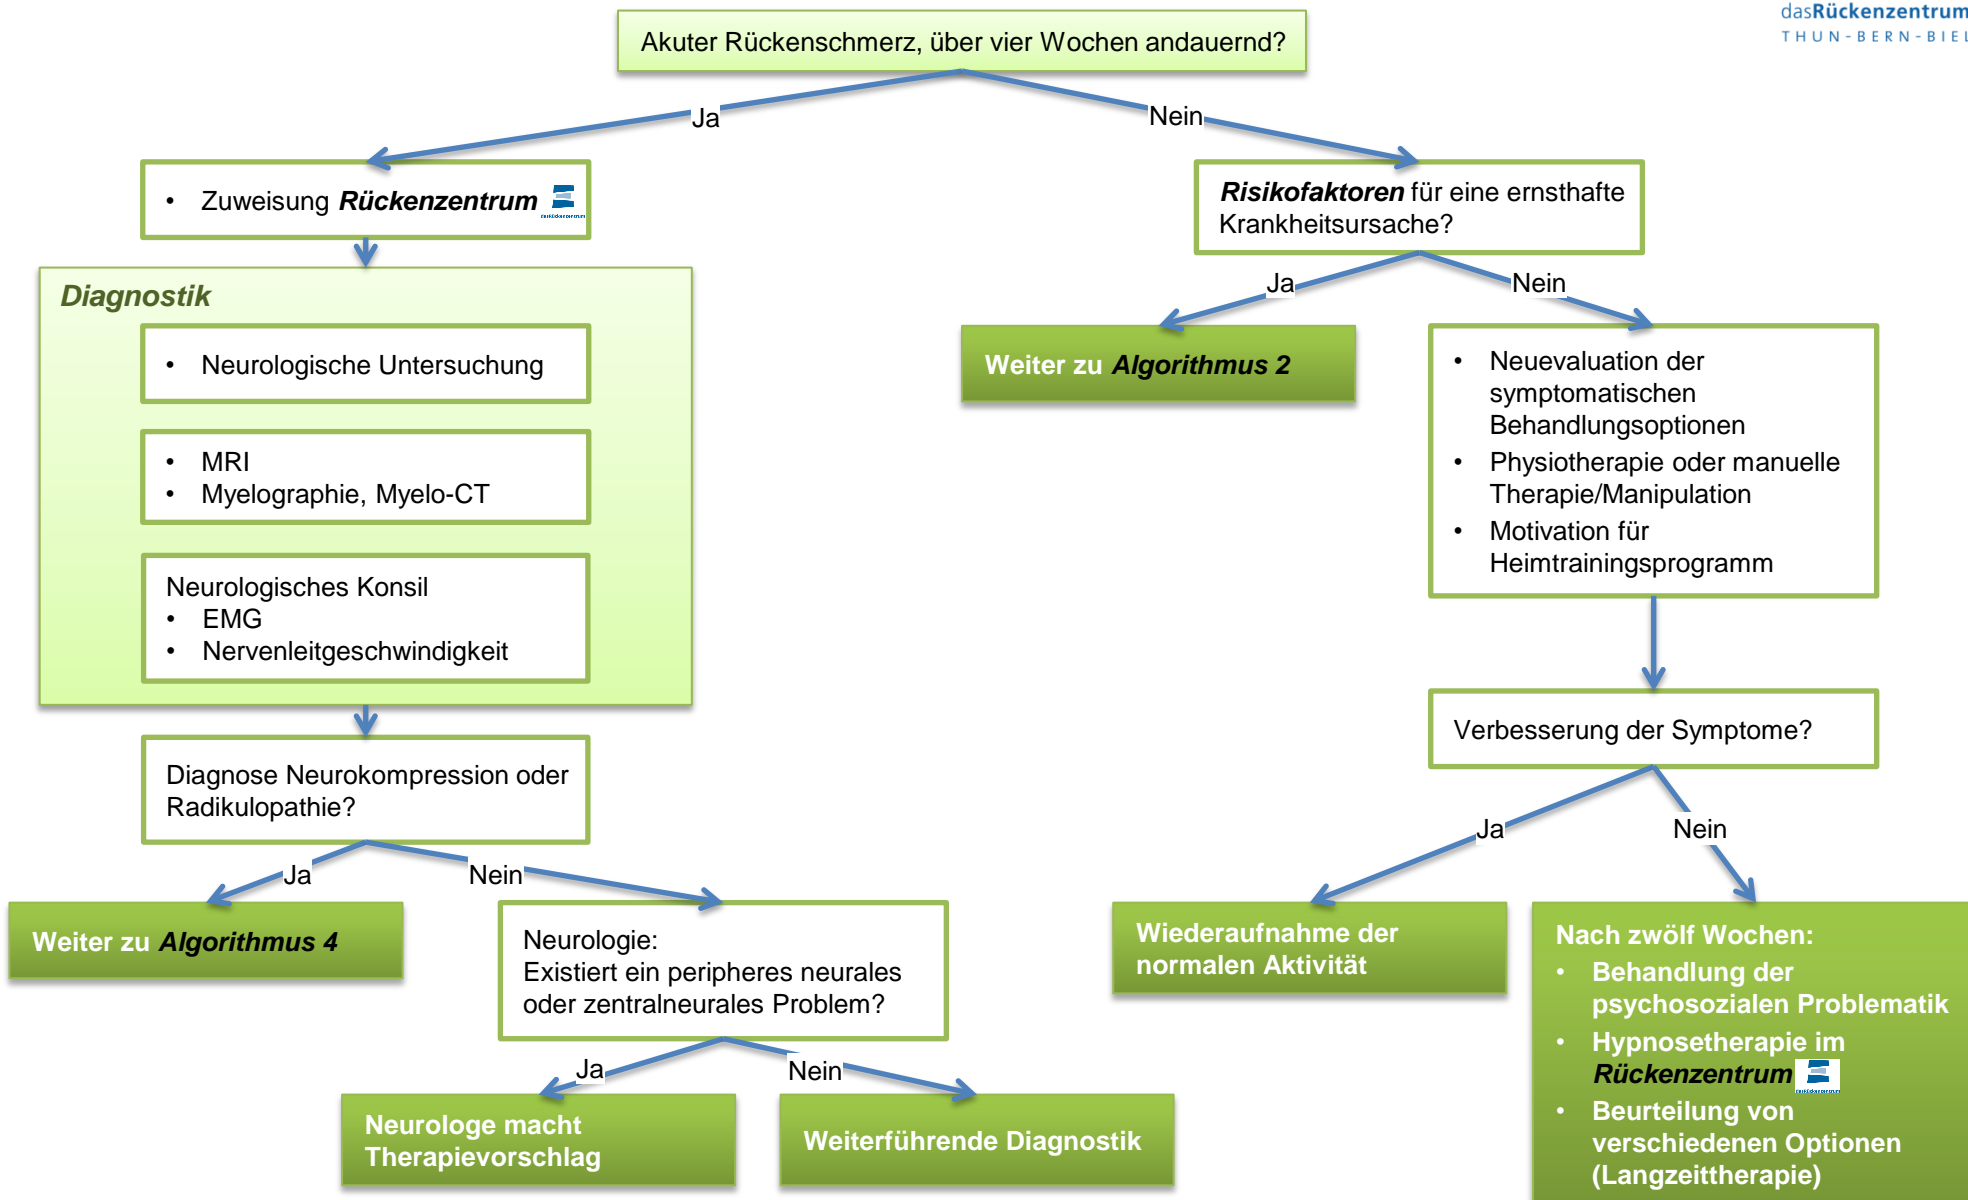 dasRückenzentrum
THUN-BERN-BIEL
Akuter Rückenschmerz, über vier Wochen andauernd?
Ja
Nein
• Zuweisung Rückenzentrum
Risikofaktoren für eine ernsthafte
Krankheitsursache?
Diagnostik
• Neurologische Untersuchung
• MRI
• Myelographie, Myelo-CT
Neurologisches Konsil
• EMG
• Nervenleitgeschwindigkeit
Ja
Nein
Weiter zu Algorithmus 2
• Neuevaluation der
symptomatischen
Behandlungsoptionen
• Physiotherapie oder manuelle
Therapie/Manipulation
• Motivation für
Heimtrainingsprogramm
Diagnose Neurokompression oder
Radikulopathie?
Verbesserung der Symptome?
Ja
Nein
Ja
Nein
Weiter zu Algorithmus 4
Neurologie:
Existiert ein peripheres neurales
oder zentralneurales Problem?
Wiederaufnahme der
normalen Aktivität
Nach zwölf Wochen:
• Behandlung der
psychosozialen Problematik
• Hypnosetherapie im
Rückenzentrum
• Beurteilung von
verschiedenen Optionen
(Langzeittherapie)
Ja
Nein
Neurologe macht
Therapievorschlag
Weiterführende Diagnostik